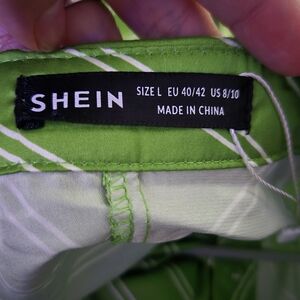 SHEIN
SIZE L EU 40/42 US 8/10
MADE IN CHINA